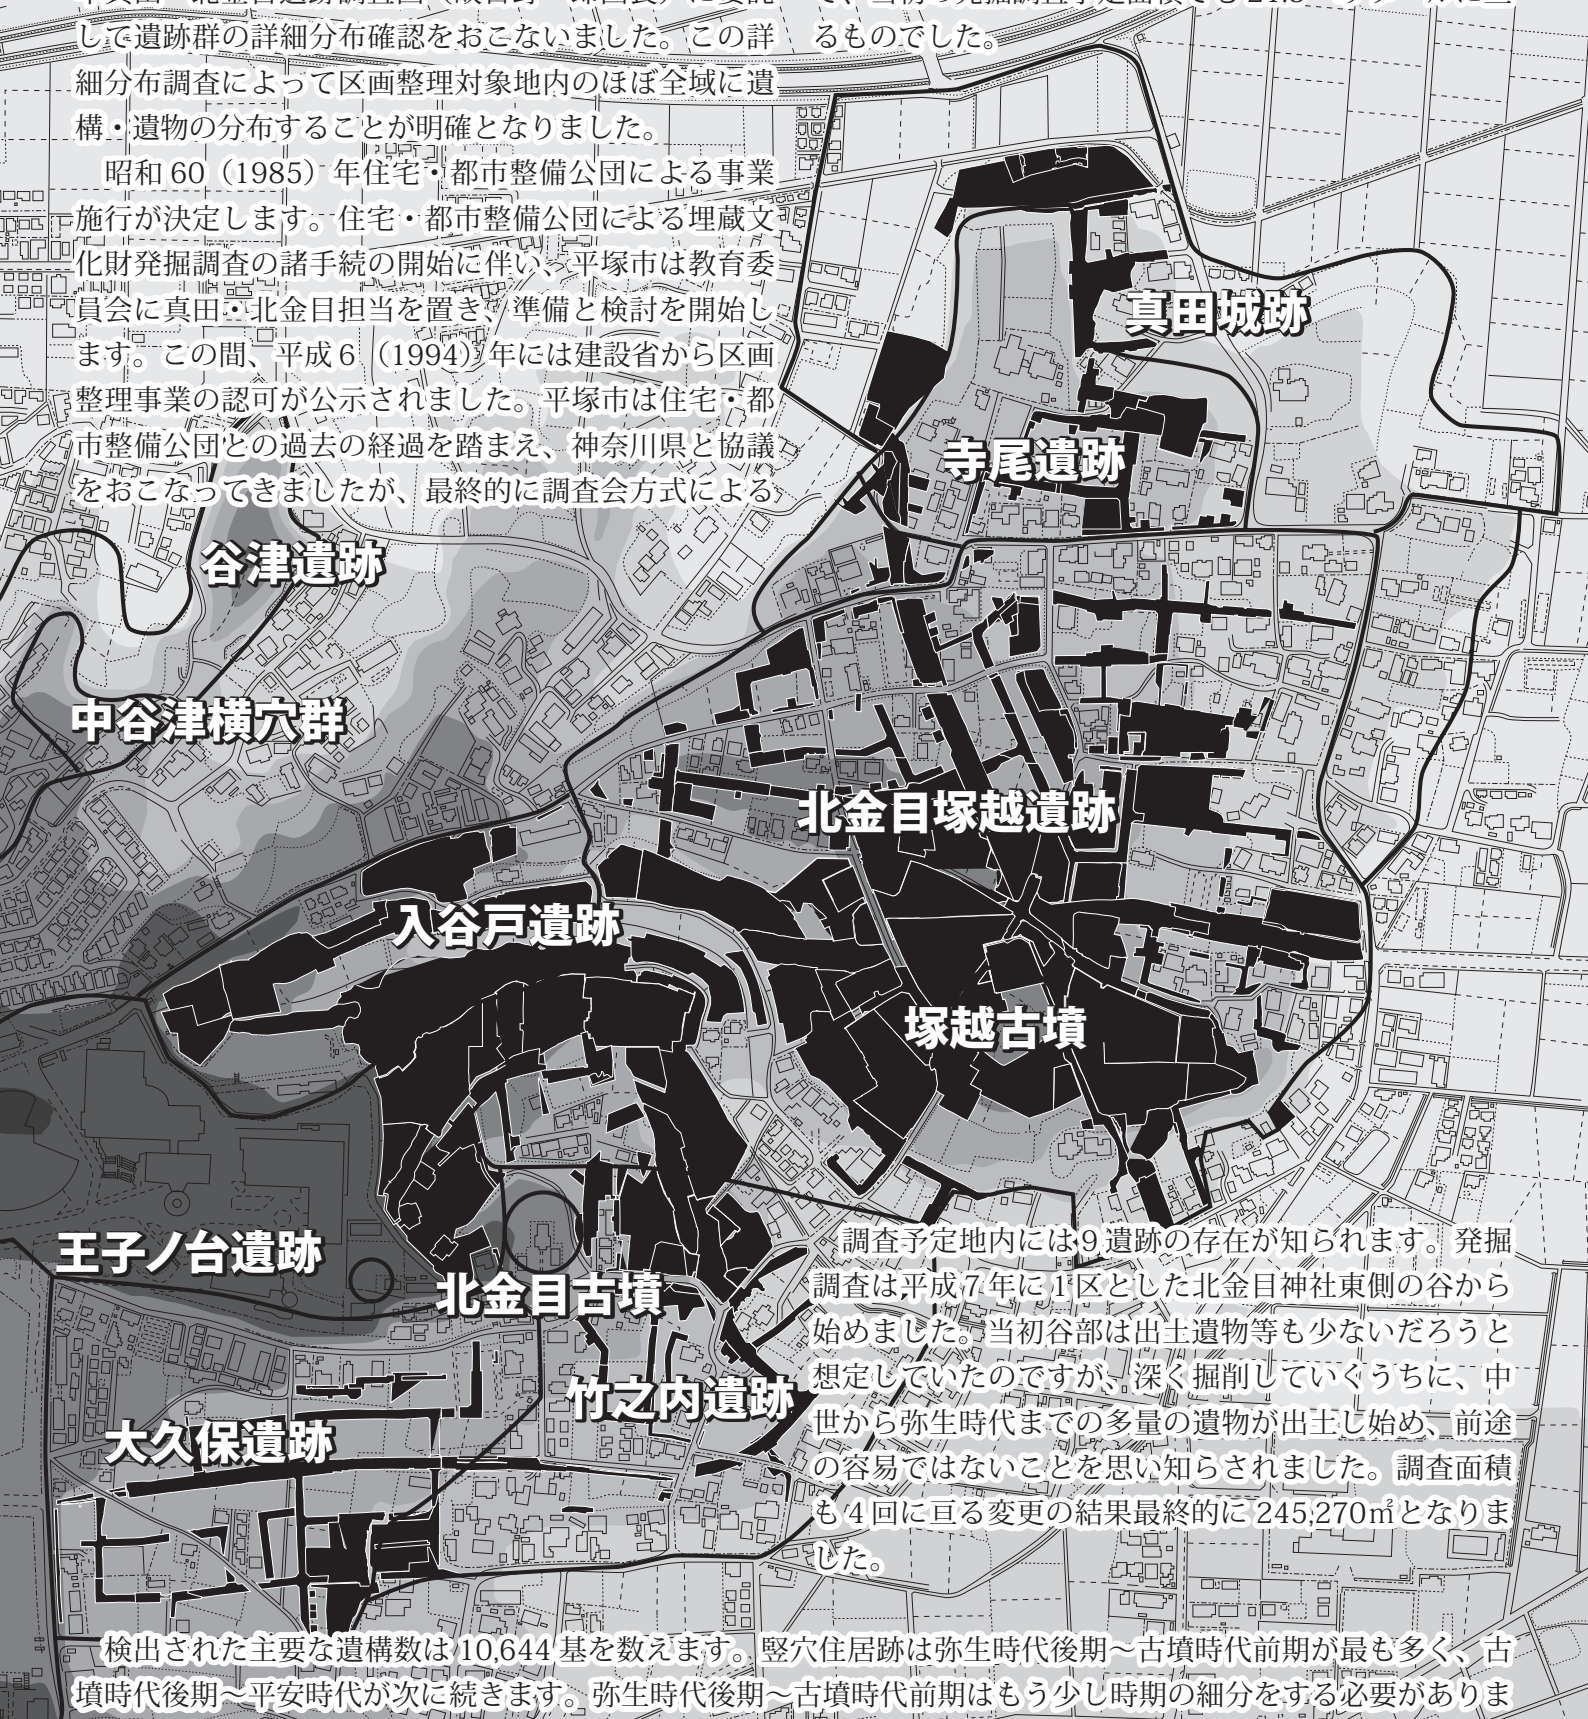 して遺跡群の詳細分布確認をおこないました。この詳
細分布調査によって区画整理対象地内のほぼ全域に遺
構・遺物の分布することが明確となりました。
　昭和 60（1985）年住宅・都市整備公団による事業
施行が決定します。住宅・都市整備公団による埋蔵文
化財発掘調査の諸手続の開始に伴い、平塚市は教育委
員会に真田・北金目担当を置き、準備と検討を開始し
ます。この間、平成６（1994）年には建設省から区画
整理事業の認可が公示されました。平塚市は住宅・都
市整備公団との過去の経過を踏まえ、神奈川県と協議
をおこなってきましたが、最終的に調査会方式による
るものでした。
真田城跡
寺尾遺跡
谷津遺跡
中谷津横穴群
北金目塚越遺跡
入谷戸遺跡
塚越古墳
王子ノ台遺跡
北金目古墳
竹之内遺跡
大久保遺跡
　調査予定地内には９遺跡の存在が知られます。発掘
調査は平成７年に１区とした北金目神社東側の谷から
始めました。当初谷部は出土遺物等も少ないだろうと
想定していたのですが、深く掘削していくうちに、中
世から弥生時代までの多量の遺物が出土し始め、前途
の容易ではないことを思い知らされました。調査面積
も４回に亘る変更の結果最終的に 245,270㎡となりま
した。
　検出された主要な遺構数は 10,644 基を数えます。竪穴住居跡は弥生時代後期～古墳時代前期が最も多く、古
墳時代後期～平安時代が次に続きます。弥生時代後期～古墳時代前期はもう少し時期の細分をする必要がありま